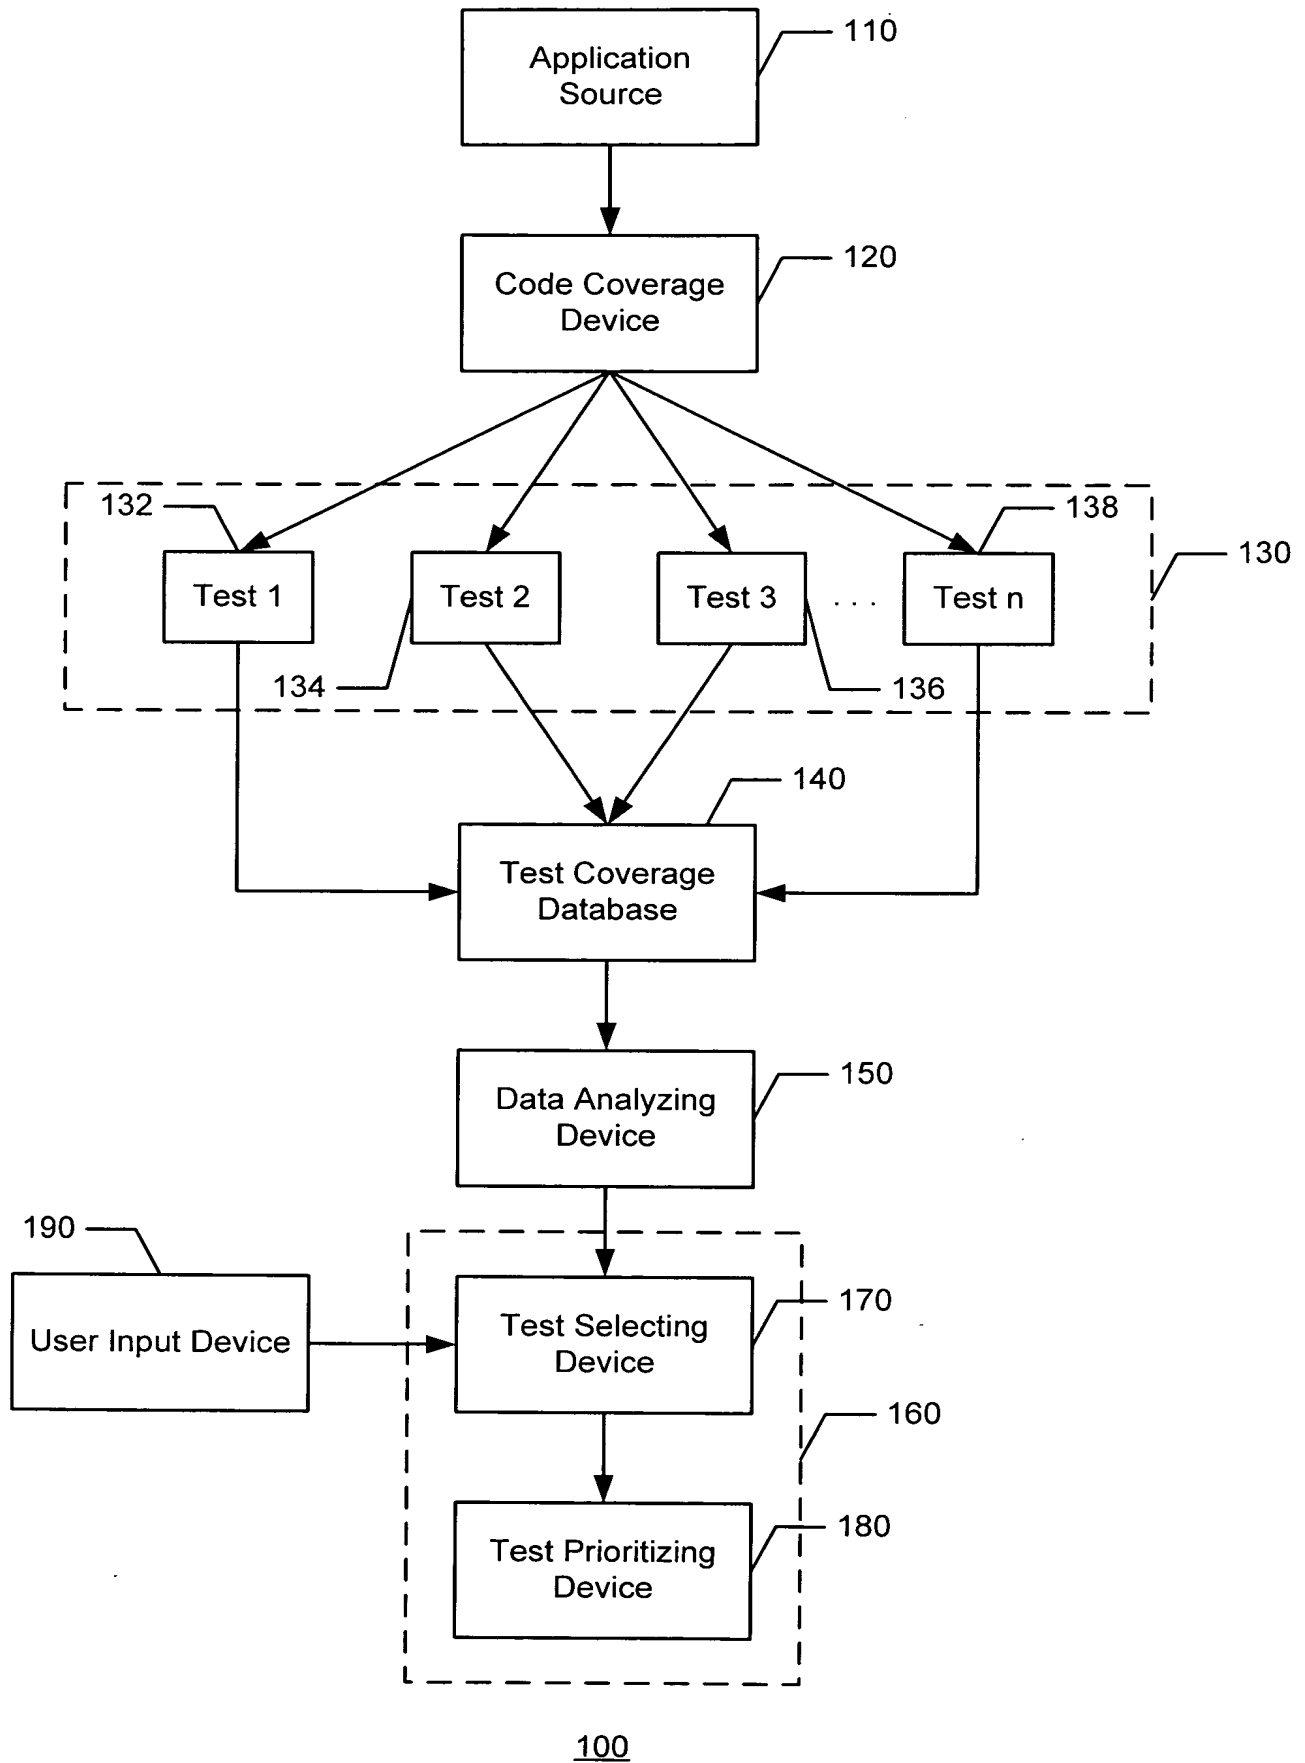 Application
Source
110
Code Coverage
Device
120
132
138
130
Test 1
Test 2
Test 3
. . .
Test n
134
136
140
Test Coverage
Database
150
Data Analyzing
Device
190
User Input Device
170
Test Selecting
Device
160
180
Test Prioritizing
Device
100